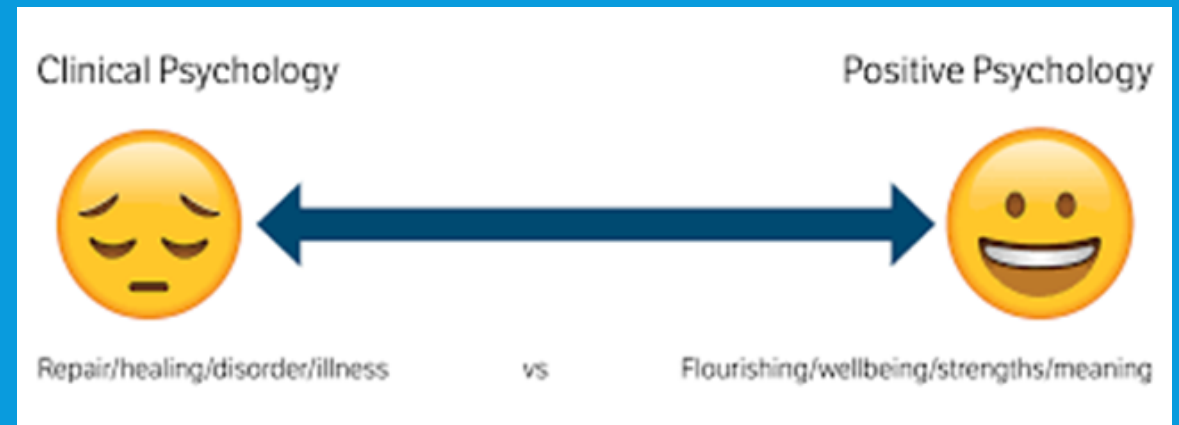 Clinical Psychology Positive Psychology
Repair/healing/disorder/illness vs Flourishing/wellbeing/strengths/meaning